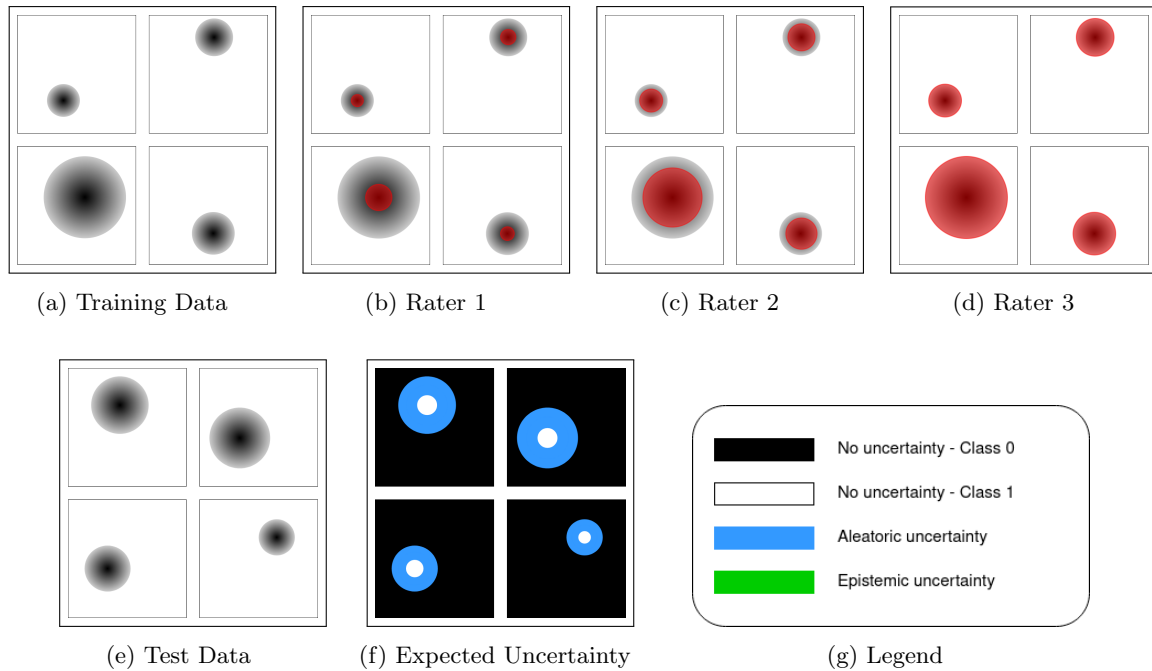 (a) Training Data
(b) Rater 1
(c) Rater 2
(d) Rater 3
No uncertainty - Class 0
No uncertainty - Class 1
Aleatoric uncertainty
Epistemic uncertainty
(e) Test Data
(f) Expected Uncertainty
(g) Legend